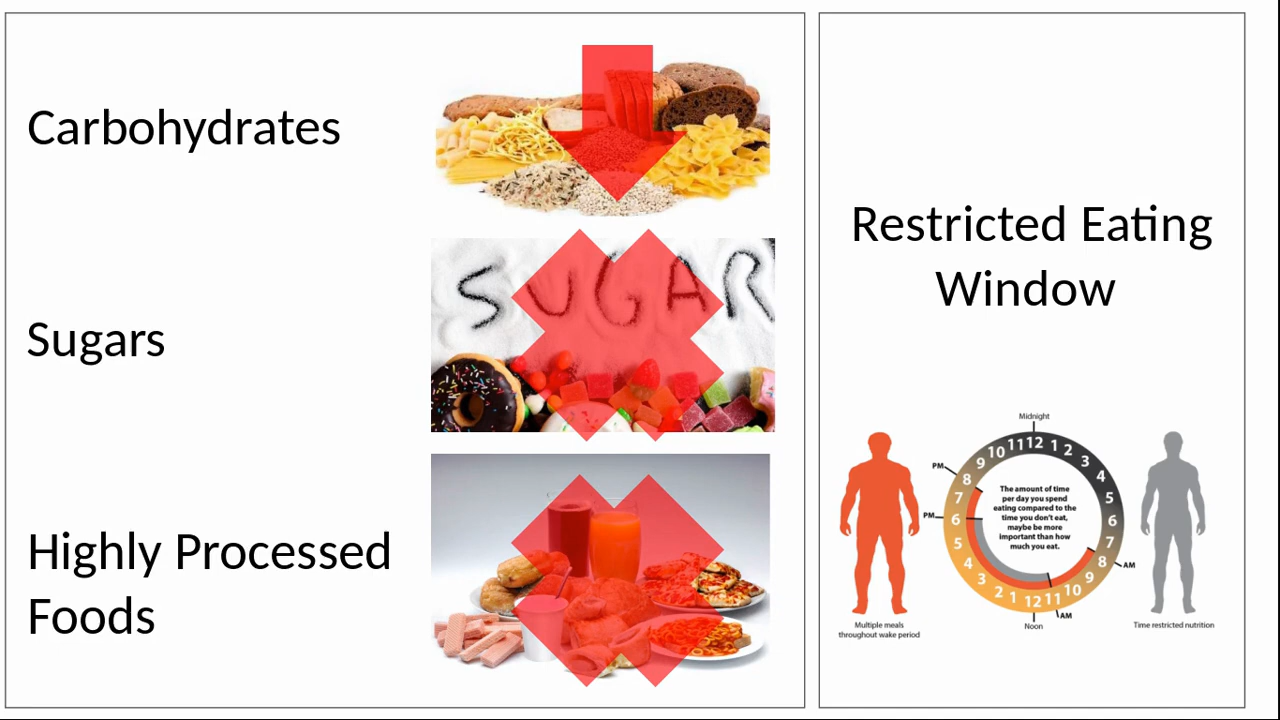 Carbohydrates
SUGAR
Sugars
Highly Processed
Foods
Restricted Eating
Window
Midnight
PM
PM
AM
AM
Noon
12 1 2 3 4 5 6 7 8 9 10 11 12 1 2 3 4 5 6 7 8 9 10 11
The amount of time
per day you spend
eating compared to the
time you don't eat,
maybe be more
important than how
much you eat.
Multiple meals
throughout wake period
Time restricted nutrition